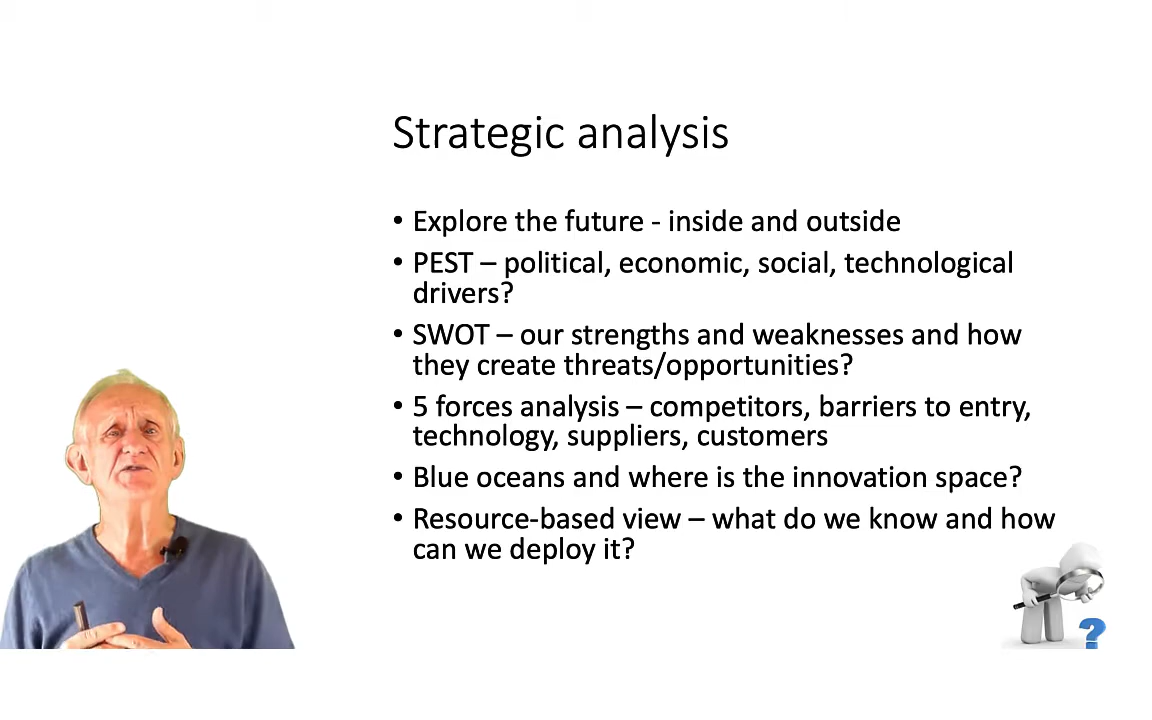 Strategic analysis
• Explore the future - inside and outside
• PEST – political, economic, social, technological
drivers?
• SWOT – our strengths and weaknesses and how
they create threats/opportunities?
• 5 forces analysis – competitors, barriers to entry,
technology, suppliers, customers
• Blue oceans and where is the innovation space?
• Resource-based view – what do we know and how
can we deploy it?
?